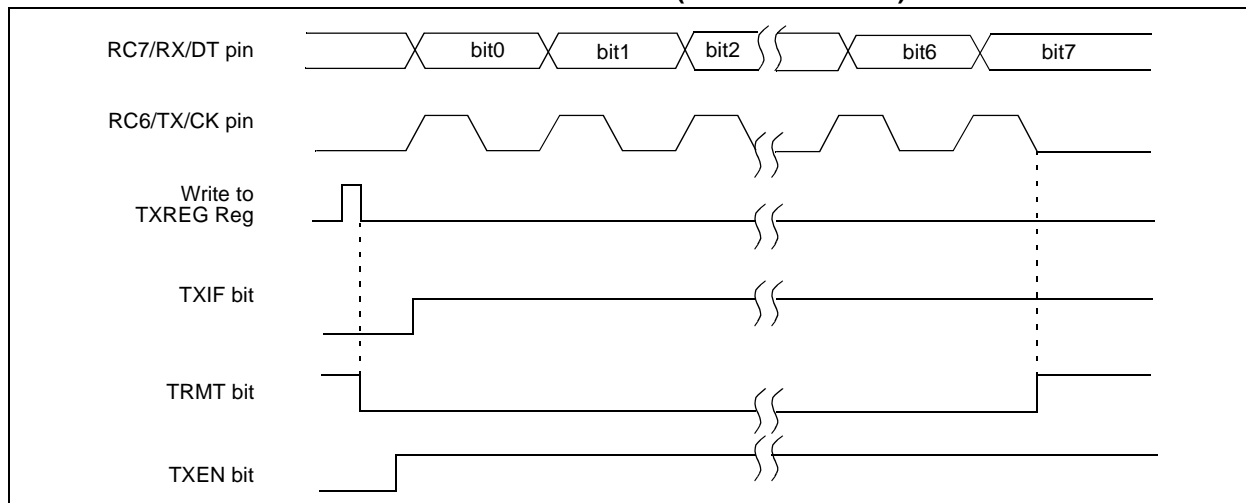 RC7/RX/DT pin
bit0
bit1
bit2
bit6
bit7
RC6/TX/CK pin
Write to
TXREG Reg
TXIF bit
TRMT bit
TXEN bit